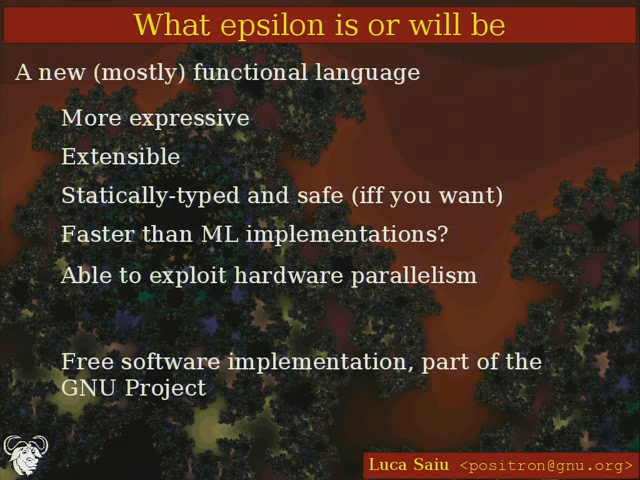 What epsilon is or will be
A new (mostly) functional language
More expressive
Extensible
Statically-typed and safe (iff you want)
Faster than ML implementations?
Able to exploit hardware parallelism
Free software implementation, part of the
GNU Project
Luca Saiu <positron@gnu.org>